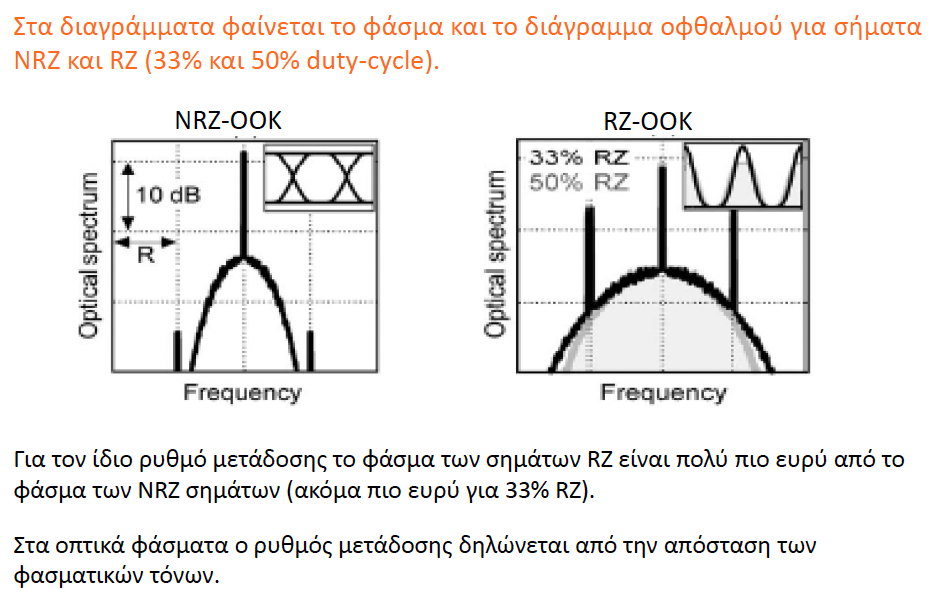 Στα διαγράμματα φαίνεται το φάσμα και το διάγραμμα οφθαλμού για σήματα
NRZ και RZ (33% και 50% duty-cycle).
NRZ-OOK
RZ-OOK
10 dB
R
Optical spectrum
Frequency
33% RZ
50% RZ
Optical spectrum
Frequency
Για τον ίδιο ρυθμό μετάδοσης το φάσμα των σημάτων RZ είναι πολύ πιο ευρύ από το
φάσμα των NRZ σημάτων (ακόμα πιο ευρύ για 33% RZ).
Στα οπτικά φάσματα ο ρυθμός μετάδοσης δηλώνεται από την απόσταση των
φασματικών τόνων.